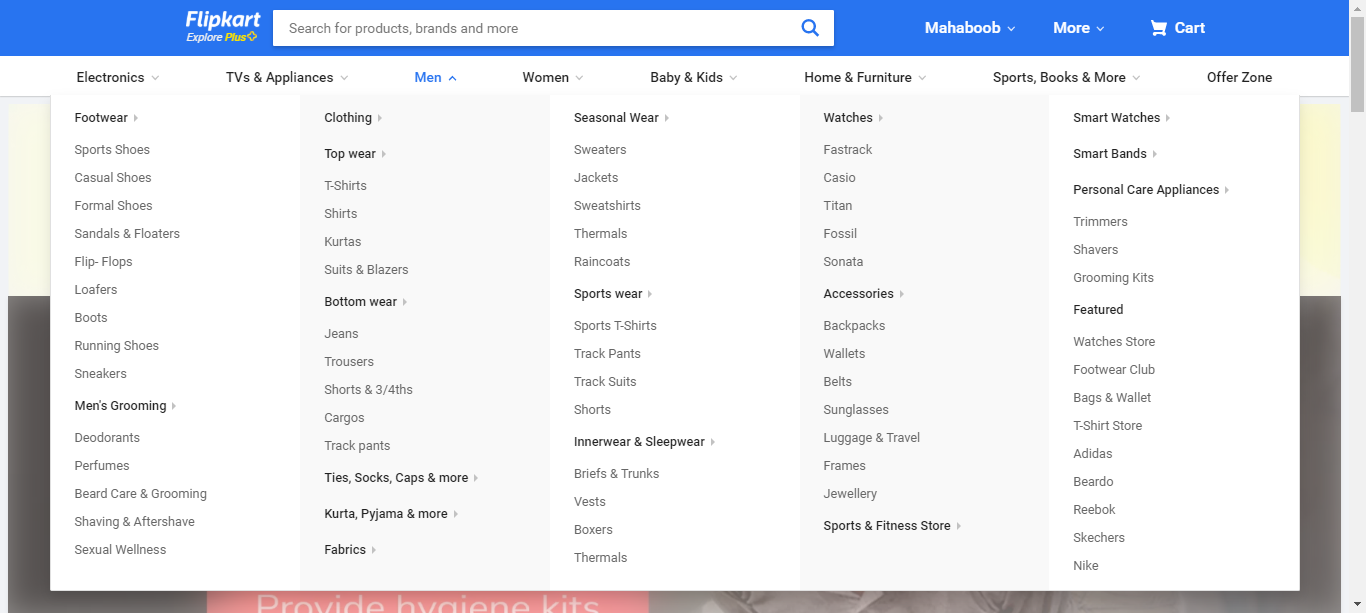 Flipkart
Explore Plus
Search for products, brands and more
Mahaboob
More
Cart
Electronics
TVs & Appliances
Men
Women
Baby & Kids
Home & Furniture
Sports, Books & More
Offer Zone
Footwear
Sports Shoes
Casual Shoes
Formal Shoes
Sandals & Floaters
Flip- Flops
Loafers
Boots
Running Shoes
Sneakers
Men's Grooming
Deodorants
Perfumes
Beard Care & Grooming
Shaving & Aftershave
Sexual Wellness
Clothing
Top wear
T-Shirts
Shirts
Kurtas
Suits & Blazers
Bottom wear
Jeans
Trousers
Shorts & 3/4ths
Cargos
Track pants
Ties, Socks, Caps & more
Kurta, Pyjama & more
Fabrics
Seasonal Wear
Sweaters
Jackets
Sweatshirts
Thermals
Raincoats
Sports wear
Sports T-Shirts
Track Pants
Track Suits
Shorts
Innerwear & Sleepwear
Briefs & Trunks
Vests
Boxers
Thermals
Watches
Fastrack
Casio
Titan
Fossil
Sonata
Accessories
Backpacks
Wallets
Belts
Sunglasses
Luggage & Travel
Frames
Jewellery
Sports & Fitness Store
Smart Watches
Smart Bands
Personal Care Appliances
Trimmers
Shavers
Grooming Kits
Featured
Watches Store
Footwear Club
Bags & Wallet
T-Shirt Store
Adidas
Beardo
Reebok
Skechers
Nike
Provide hygiene kits